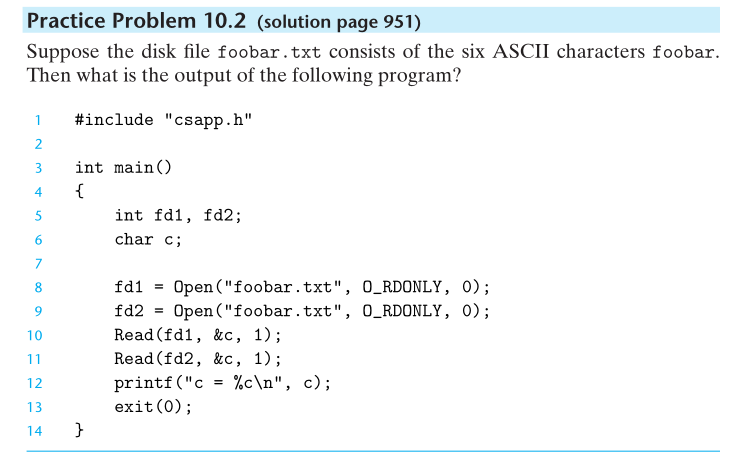 Practice Problem 10.2 (solution page 951)
Suppose the disk file foobar.txt consists of the six ASCII characters foobar.
Then what is the output of the following program?
1 #include "csapp.h"
2
3 int main()
4 {
5 int fd1, fd2;
6 char c;
7
8 fd1 = Open("foobar.txt", O_RDONLY, 0);
9 fd2 = Open("foobar.txt", O_RDONLY, 0);
10 Read(fd1, &c, 1);
11 Read(fd2, &c, 1);
12 printf("c = %c\n", c);
13 exit(0);
14 }